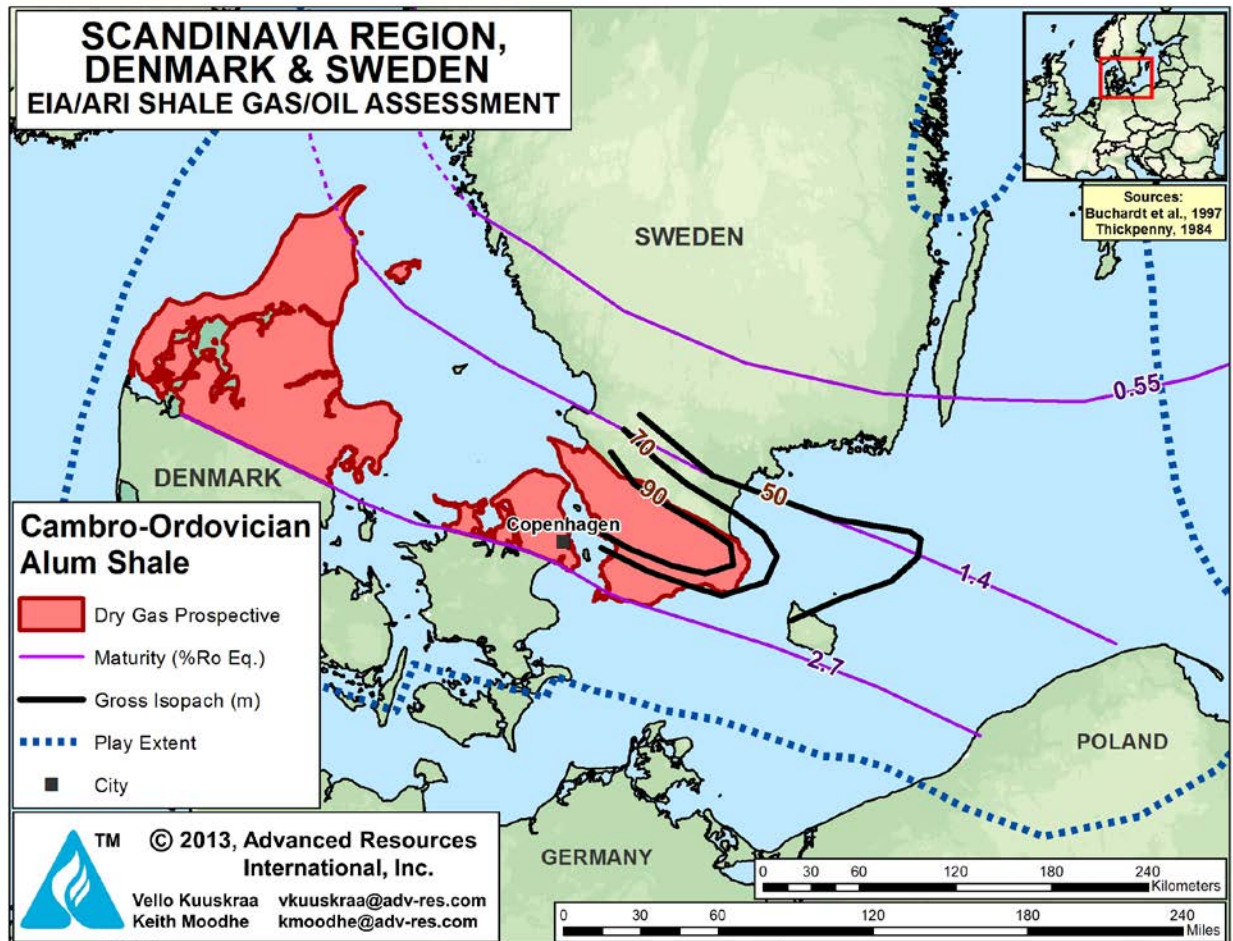 SCANDINAVIA REGION,
DENMARK & SWEDEN
EIA/ARI SHALE GAS/OIL ASSESSMENT
Sources:
Buchardt et al., 1997
Thickpenny, 1984
SWEDEN
0.55
70
90
50
DENMARK
Copenhagen
1.4
2.7
POLAND
GERMANY
Cambro-Ordovician
Alum Shale
Dry Gas Prospective
Maturity (%Ro Eq.)
Gross Isopach (m)
Play Extent
City
TM
© 2013, Advanced Resources
International, Inc.
Vello Kuuskraa vkuuskraa@adv-res.com
Keith Moodhe kmoodhe@adv-res.com
0 30 60 120 180 240
Kilometers
0 30 60 120 180 240
Miles